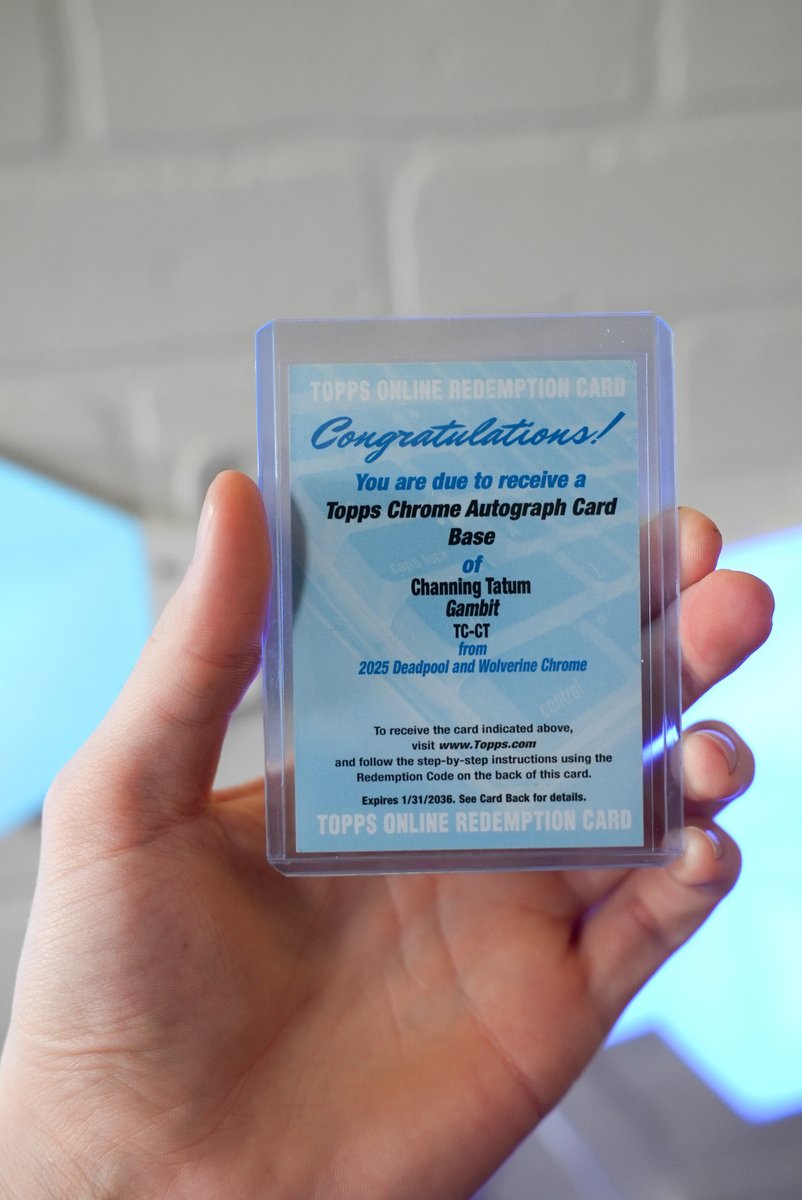 TOPPS ONLINE REDEMPTION CARD
Congratulations!
You are due to receive a
Topps Chrome Autograph Card
Base
of
Channing Tatum
Gambit
TC-CT
from
2025 Deadpool and Wolverine Chrome
caps lock
control
To receive the card indicated above,
visit www.Topps.com
and follow the step-by-step instructions using the
Redemption Code on the back of this card.
Expires 1/31/2036. See Card Back for details.
TOPPS ONLINE REDEMPTION CARD